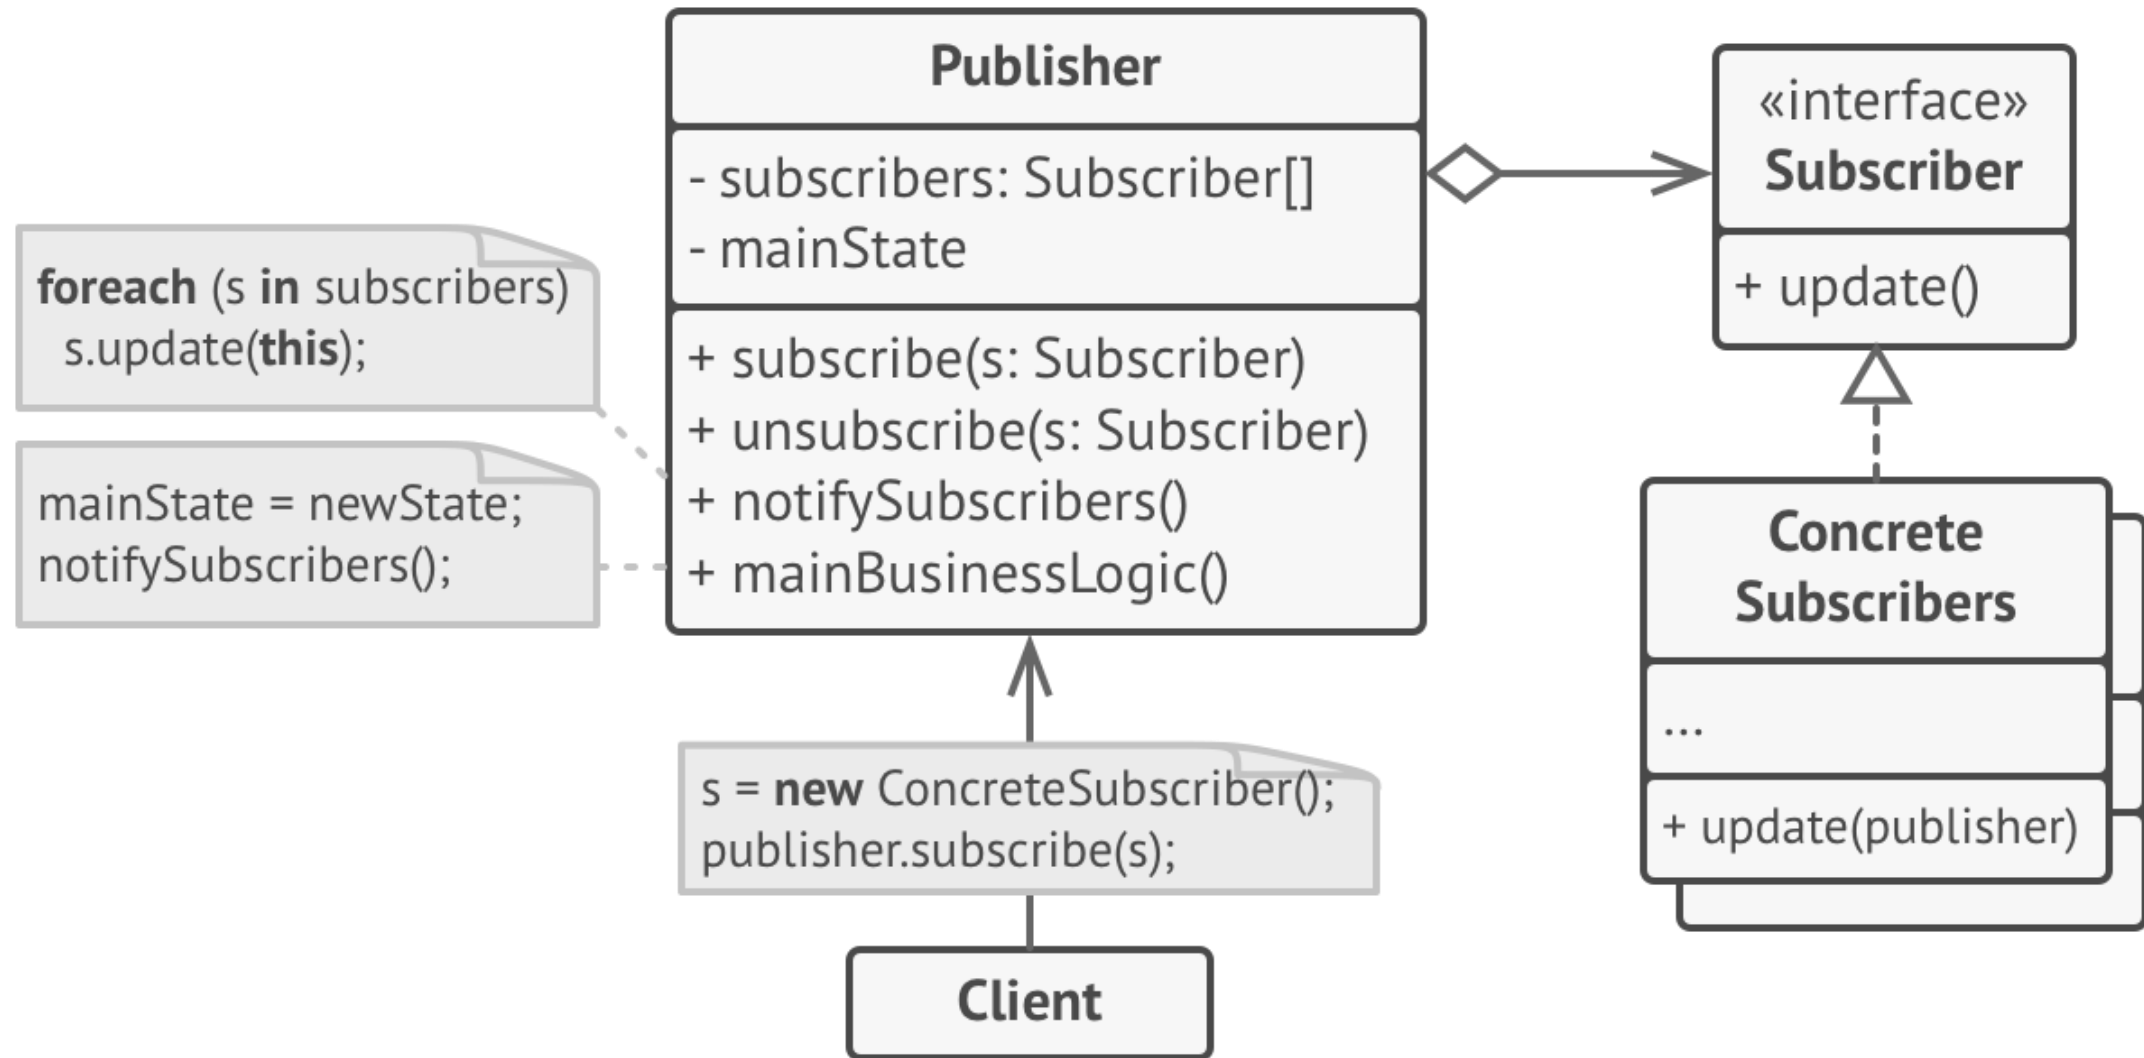 Publisher
- subscribers: Subscriber[]
- mainState
+ subscribe(s: Subscriber)
+ unsubscribe(s: Subscriber)
+ notifySubscribers()
+ mainBusinessLogic()
«interface»
Subscriber
+ update()
foreach (s in subscribers)
s.update(this);
mainState = newState;
notifySubscribers();
Concrete
Subscribers
...
+ update(publisher)
s = new ConcreteSubscriber();
publisher.subscribe(s);
Client